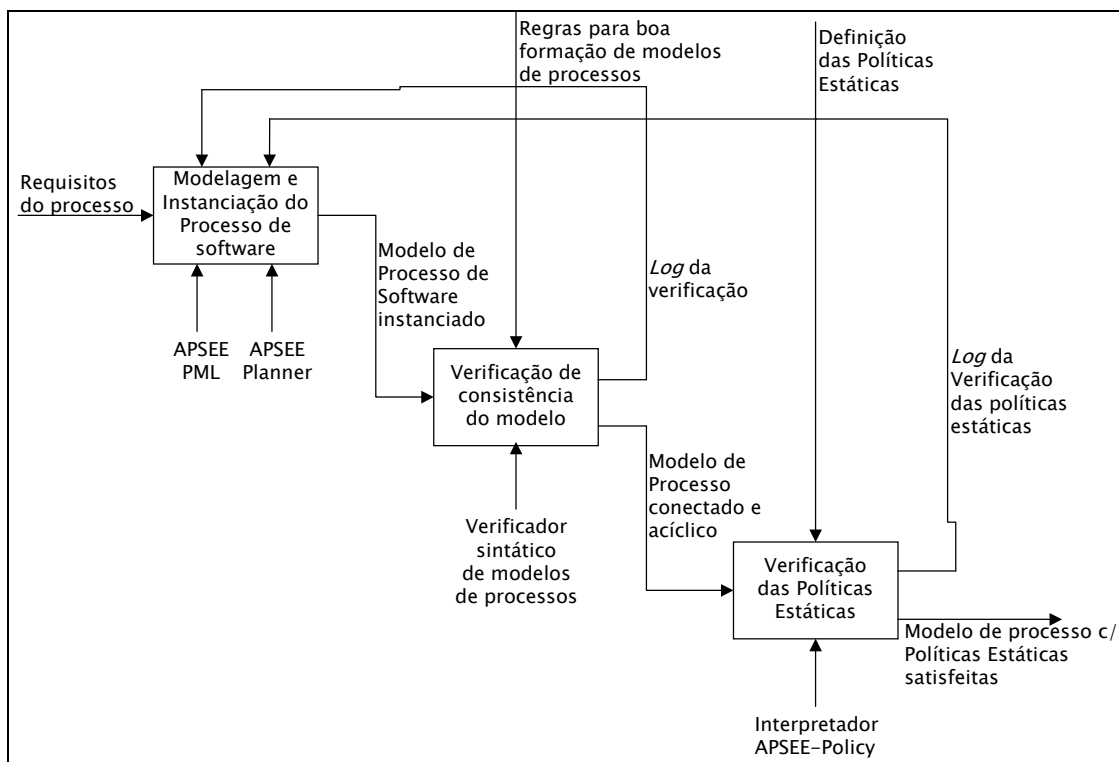 Regras para boa
formação de modelos
de processos
Definição
das Políticas
Estáticas
Requisitos
do processo
Modelagem e
Instanciação do
Processo de
software
Modelo de
Processo de
Software
instanciado
Log da
verificação
APSEE
PML
APSEE
Planner
Verificação de
consistência
do modelo
Log da
Verificação
das políticas
estáticas
Modelo de
Processo
conectado e
acíclico
Verificador
sintático
de modelos
de processos
Verificação
das Políticas
Estáticas
Modelo de processo c/
Políticas Estáticas
satisfeitas
Interpretador
APSEE-Policy